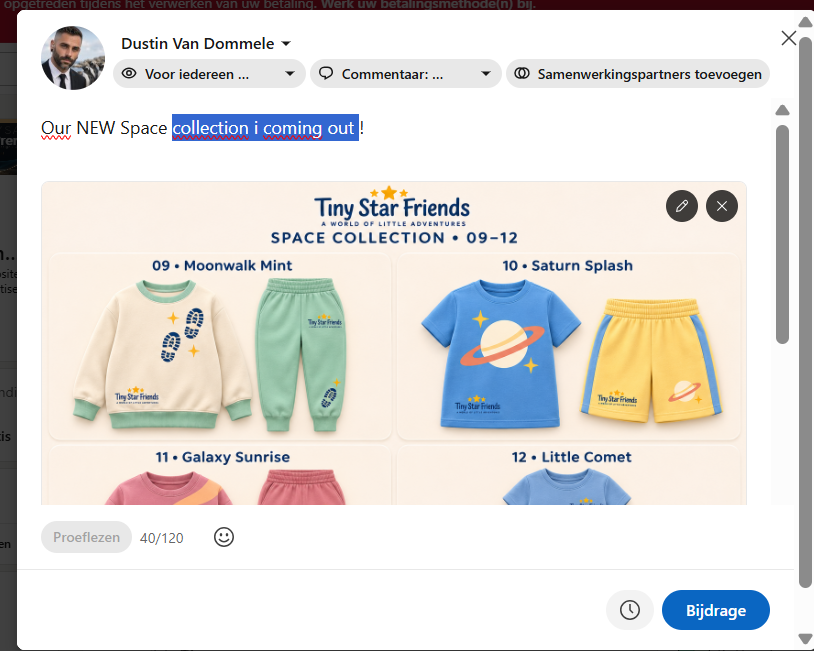 opgetreden tijdens het verwerken van uw betaling. Werk uw betalingsmethode(n) bij.
Dustin Van Dommele
Voor iedereen ...
Commentaar: ...
Samenwerkingspartners toevoegen
Our NEW Space collection i coming out !
Tiny Star Friends
A WORLD OF LITTLE ADVENTURES
SPACE COLLECTION • 09–12
09 • Moonwalk Mint
10 • Saturn Splash
Tiny Star Friends
Tiny Star Friends
Tiny Star Friends
Tiny Star Friends
11 • Galaxy Sunrise
12 • Little Comet
Proeflezen
40/120
Bijdrage